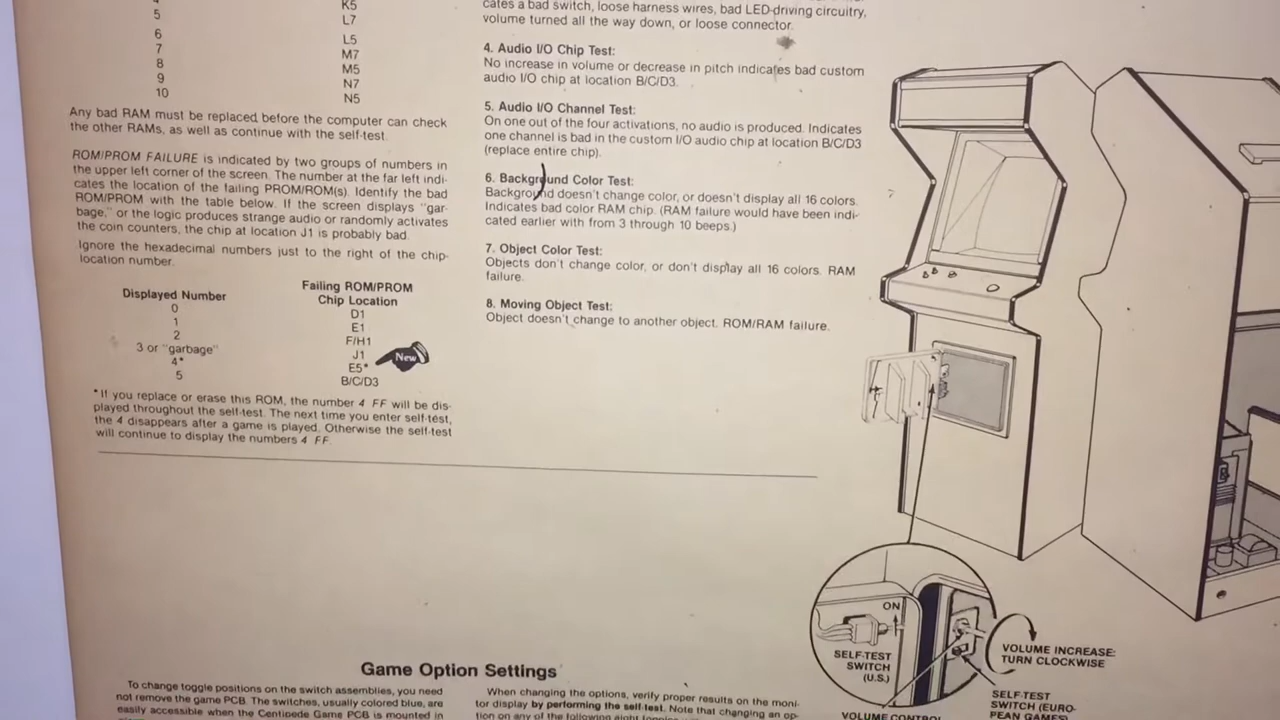 5 L7
K5
6 L5
7 M7
8 M5
9 N7
10 N5
Any bad RAM must be replaced before the computer can check
the other RAMs, as well as continue with the self-test.
ROM/PROM FAILURE is indicated by two groups of numbers in
the upper left corner of the screen. The number at the far left indi-
cates the location of the failing PROM/ROM(s). Identify the bad
ROM/PROM with the table below. If the screen displays "gar-
bage," or the logic produces strange audio or randomly activates
the coin counters, the chip at location J1 is probably bad.
Ignore the hexadecimal numbers just to the right of the chip-
location number.
Displayed Number
Failing ROM/PROM
Chip Location
0 D1
1 E1
2 F/H1
3 or "garbage" J1
4* E5*
5 B/C/D3
New
*If you replace or erase this ROM, the number 4 FF will be dis-
played throughout the self-test. The next time you enter self-test,
the 4 disappears after a game is played. Otherwise the self-test
will continue to display the numbers 4 FF.
cates a bad switch, loose harness wires, bad LED-driving circuitry,
volume turned all the way down, or loose connector.
4. Audio I/O Chip Test:
No increase in volume or decrease in pitch indicates bad custom
audio I/O chip at location B/C/D3.
5. Audio I/O Channel Test:
On one out of the four activations, no audio is produced. Indicates
one channel is bad in the custom I/O audio chip at location B/C/D3
(replace entire chip).
6. Background Color Test:
Background doesn't change color, or doesn't display all 16 colors.
Indicates bad color RAM chip. (RAM failure would have been indi-
cated earlier with from 3 through 10 beeps.)
7. Object Color Test:
Objects don't change color, or don't display all 16 colors. RAM
failure.
8. Moving Object Test:
Object doesn't change to another object. ROM/RAM failure.
ON
SELF-TEST
SWITCH
(U.S.)
VOLUME INCREASE:
TURN CLOCKWISE
SELF-TEST
SWITCH (EURO-
PEAN GAMES)
VOLUME CONTROL
Game Option Settings
To change toggle positions on the switch assemblies, you need
not remove the game PCB. The switches, usually colored blue, are
easily accessible when the Centipede Game PCB is mounted in
When changing the options, verify proper results on the moni-
tor display by performing the self-test. Note that changing an op-
tion on any of the following eight toggles